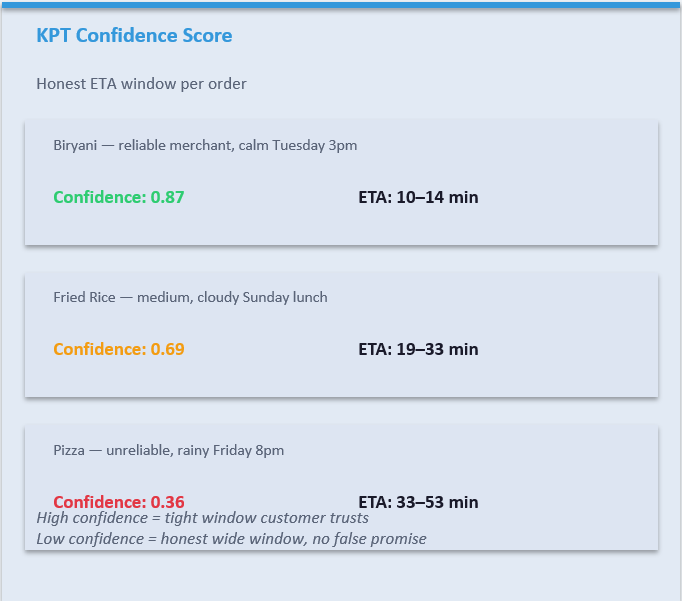 KPT Confidence Score
Honest ETA window per order
Biryani — reliable merchant, calm Tuesday 3pm
Confidence: 0.87 ETA: 10–14 min
Fried Rice — medium, cloudy Sunday lunch
Confidence: 0.69 ETA: 19–33 min
Pizza — unreliable, rainy Friday 8pm
Confidence: 0.36 ETA: 33–53 min
High confidence = tight window customer trusts
Low confidence = honest wide window, no false promise